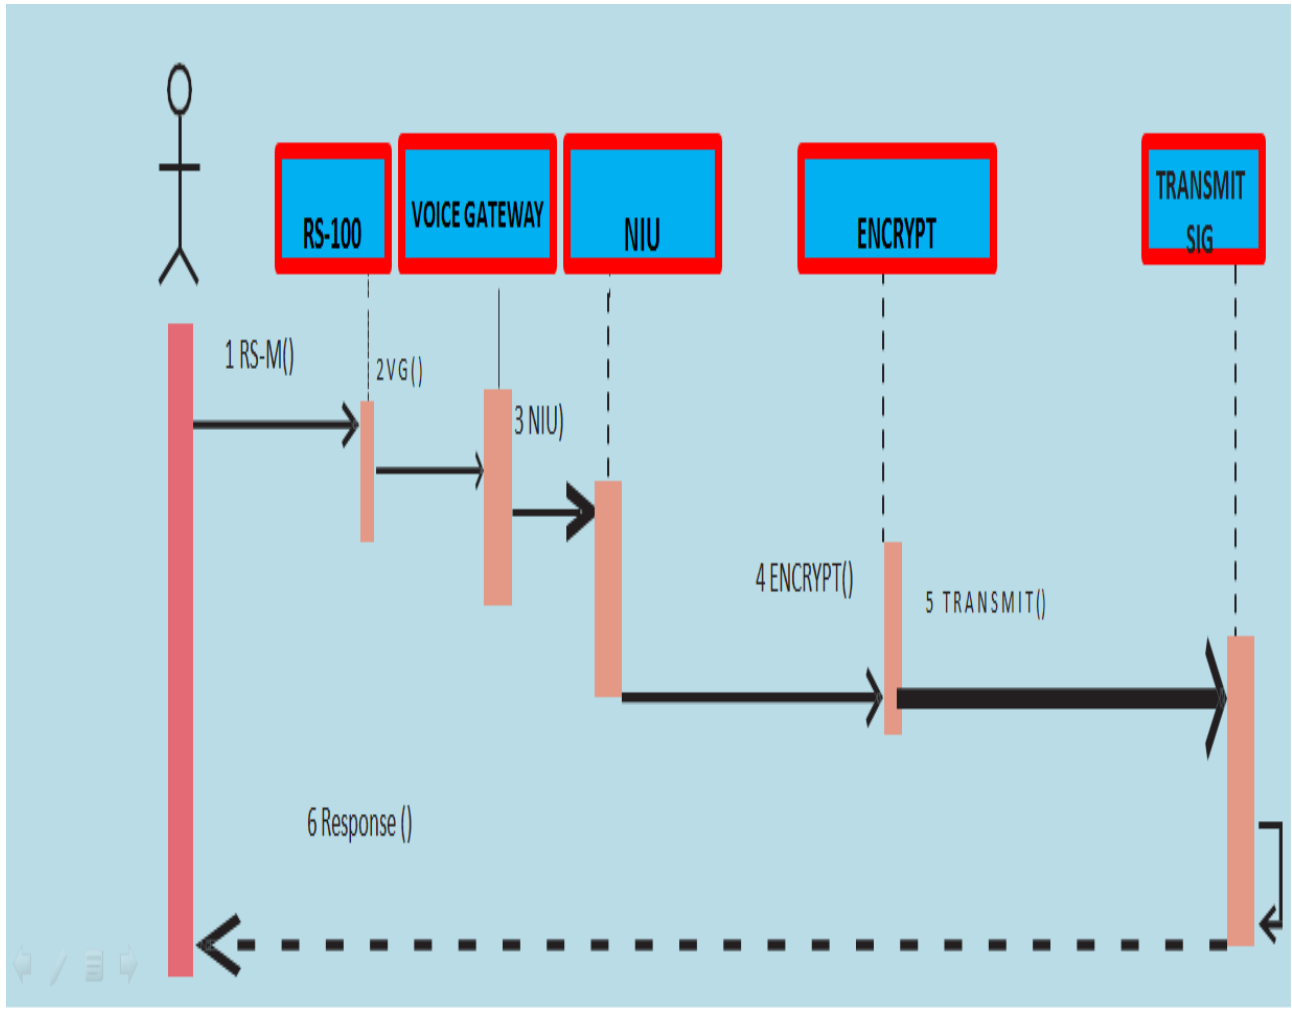 RS-100
VOICE GATEWAY
NIU
ENCRYPT
TRANSMIT
SIG
1 RS-M()
2 VG()
3 NIU)
4 ENCRYPT()
5 TRANSMIT()
6 Response ()